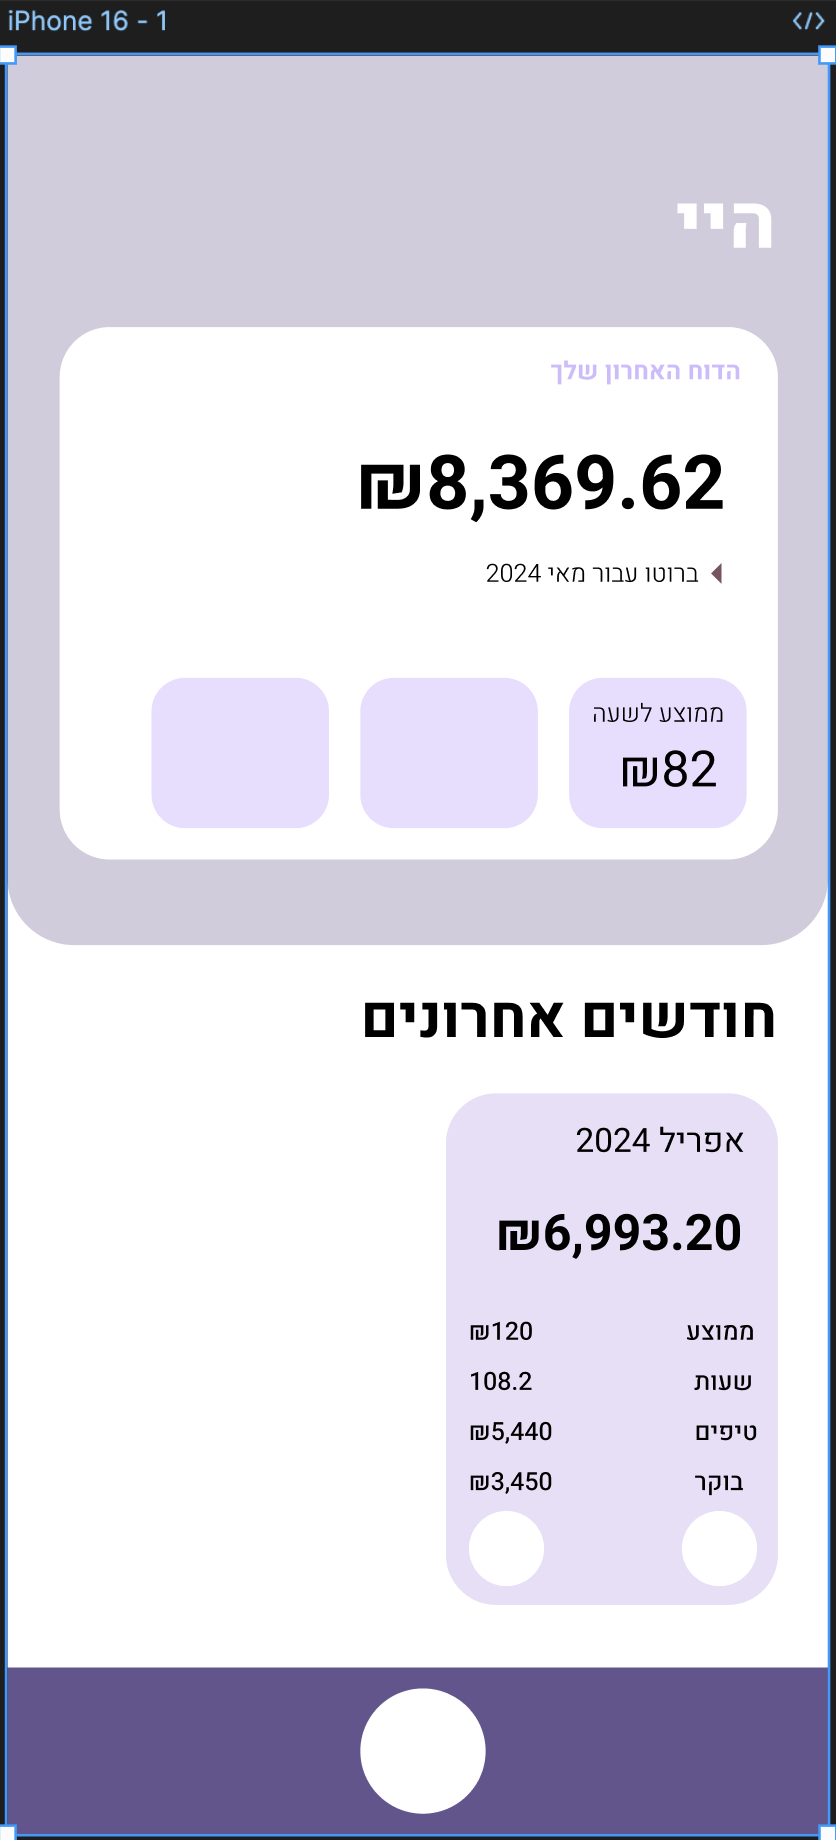 iPhone 16 - 1
</>
היי
הדוח האחרון שלך
₪8,369.62
ברוטו עבור מאי 2024
ממוצע לשעה
₪82
חודשים אחרונים
אפריל 2024
₪6,993.20
ממוצע ₪120
שעות 108.2
טיפים ₪5,440
בוקר ₪3,450